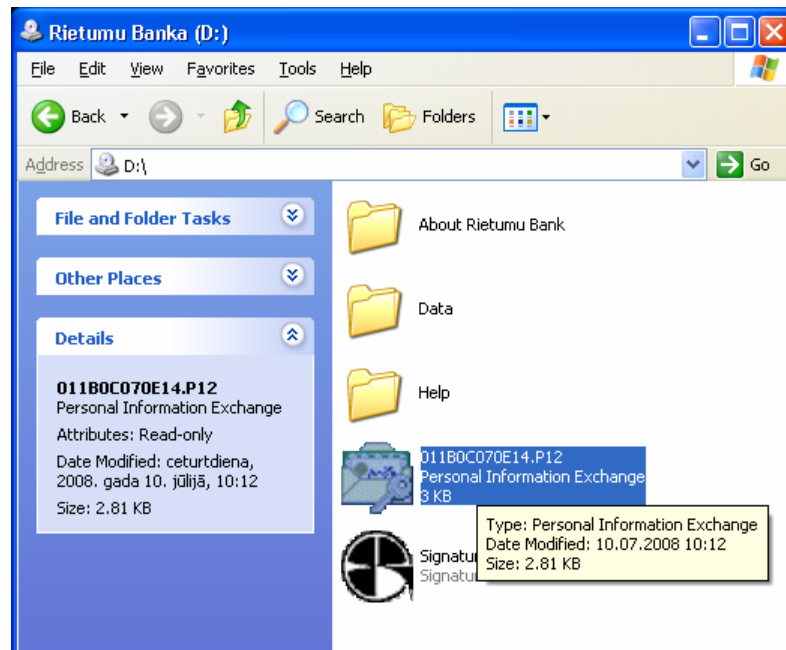 Rietumu Banka (D:)
File Edit View Favorites Tools Help
Back Search Folders
Address D:\ Go
File and Folder Tasks
Other Places
Details
011B0C070E14.P12
Personal Information Exchange
Attributes: Read-only
Date Modified: ceturtdiena,
2008. gada 10. jūlijā, 10:12
Size: 2.81 KB
About Rietumu Bank
Data
Help
011B0C070E14.P12
Personal Information Exchange
3 KB
Type: Personal Information Exchange
Date Modified: 10.07.2008 10:12
Size: 2.81 KB